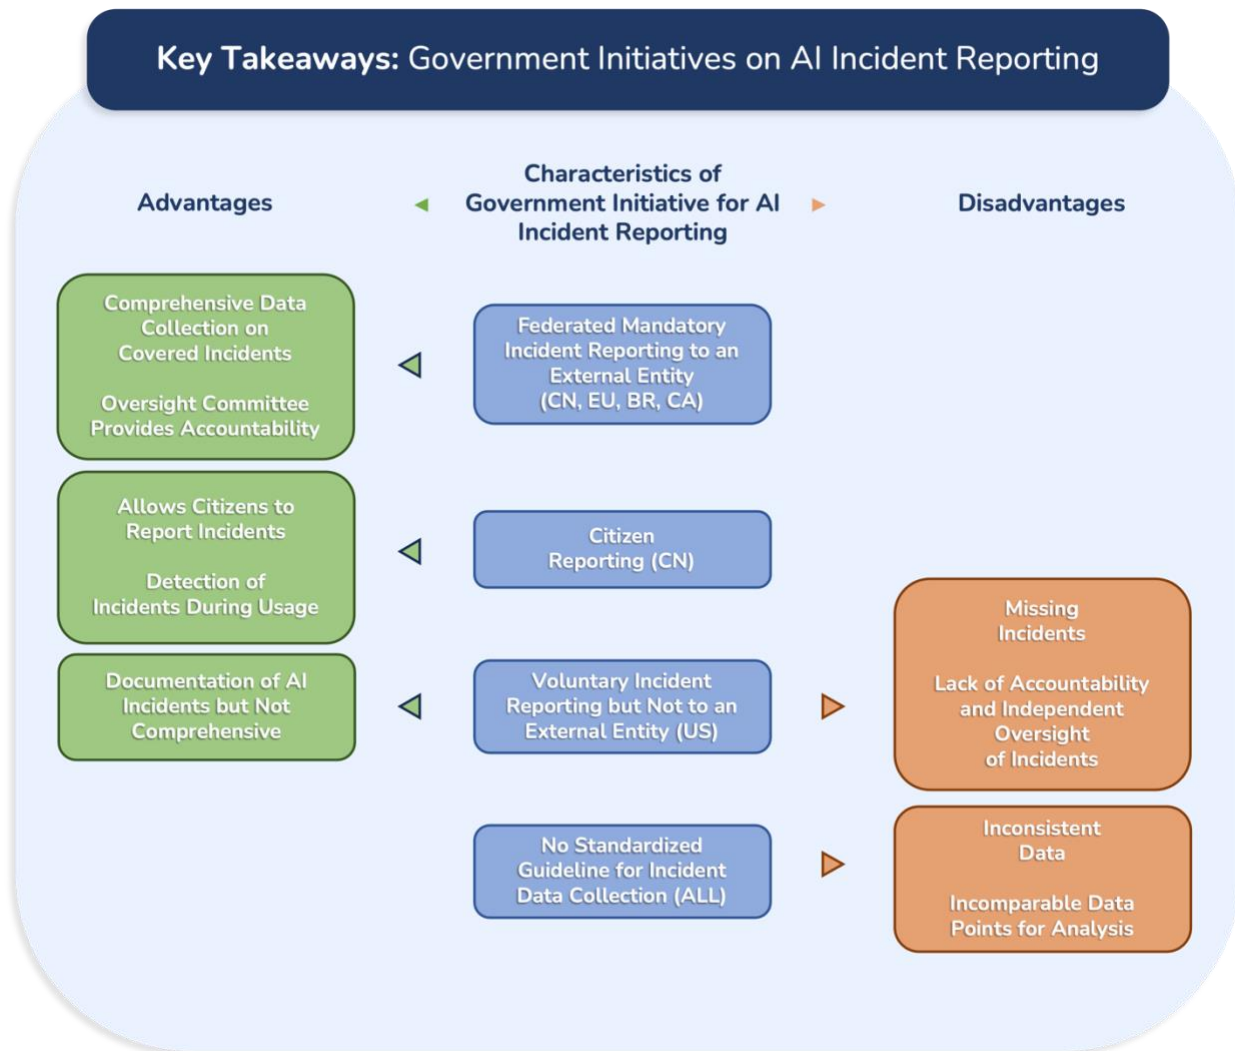 Key Takeaways: Government Initiatives on AI Incident Reporting
Advantages
Characteristics of
Government Initiative for AI
Incident Reporting
Disadvantages
Comprehensive Data
Collection on
Covered Incidents
Oversight Committee
Provides Accountability
Federated Mandatory
Incident Reporting to an
External Entity
(CN, EU, BR, CA)
Allows Citizens to
Report Incidents
Detection of
Incidents During Usage
Citizen
Reporting (CN)
Documentation of AI
Incidents but Not
Comprehensive
Voluntary Incident
Reporting but Not to an
External Entity (US)
Missing
Incidents
Lack of Accountability
and Independent
Oversight
of Incidents
No Standardized
Guideline for Incident
Data Collection (ALL)
Inconsistent
Data
Incomparable Data
Points for Analysis